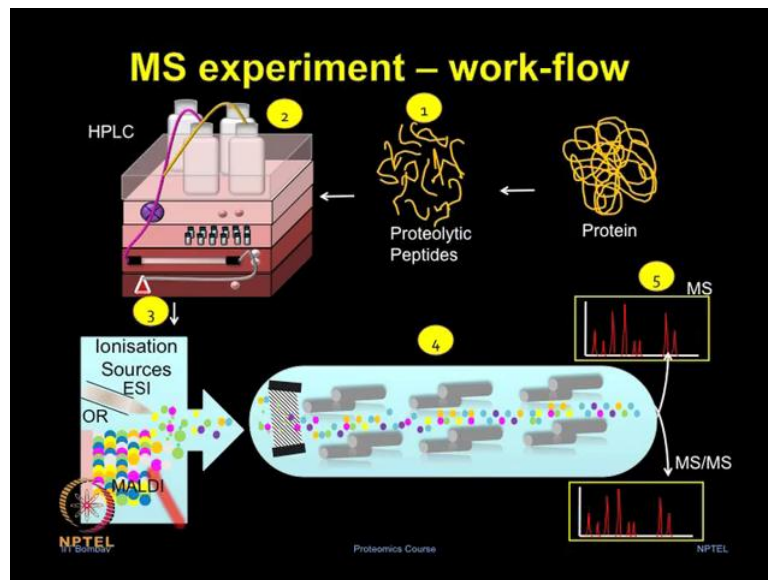 MS experiment – work-flow
HPLC
2
1
Proteolytic
Peptides
Protein
3
Ionisation
Sources
ESI
OR
MALDI
4
5
MS
MS/MS
NPTEL
IIT Bombay
Proteomics Course
NPTEL